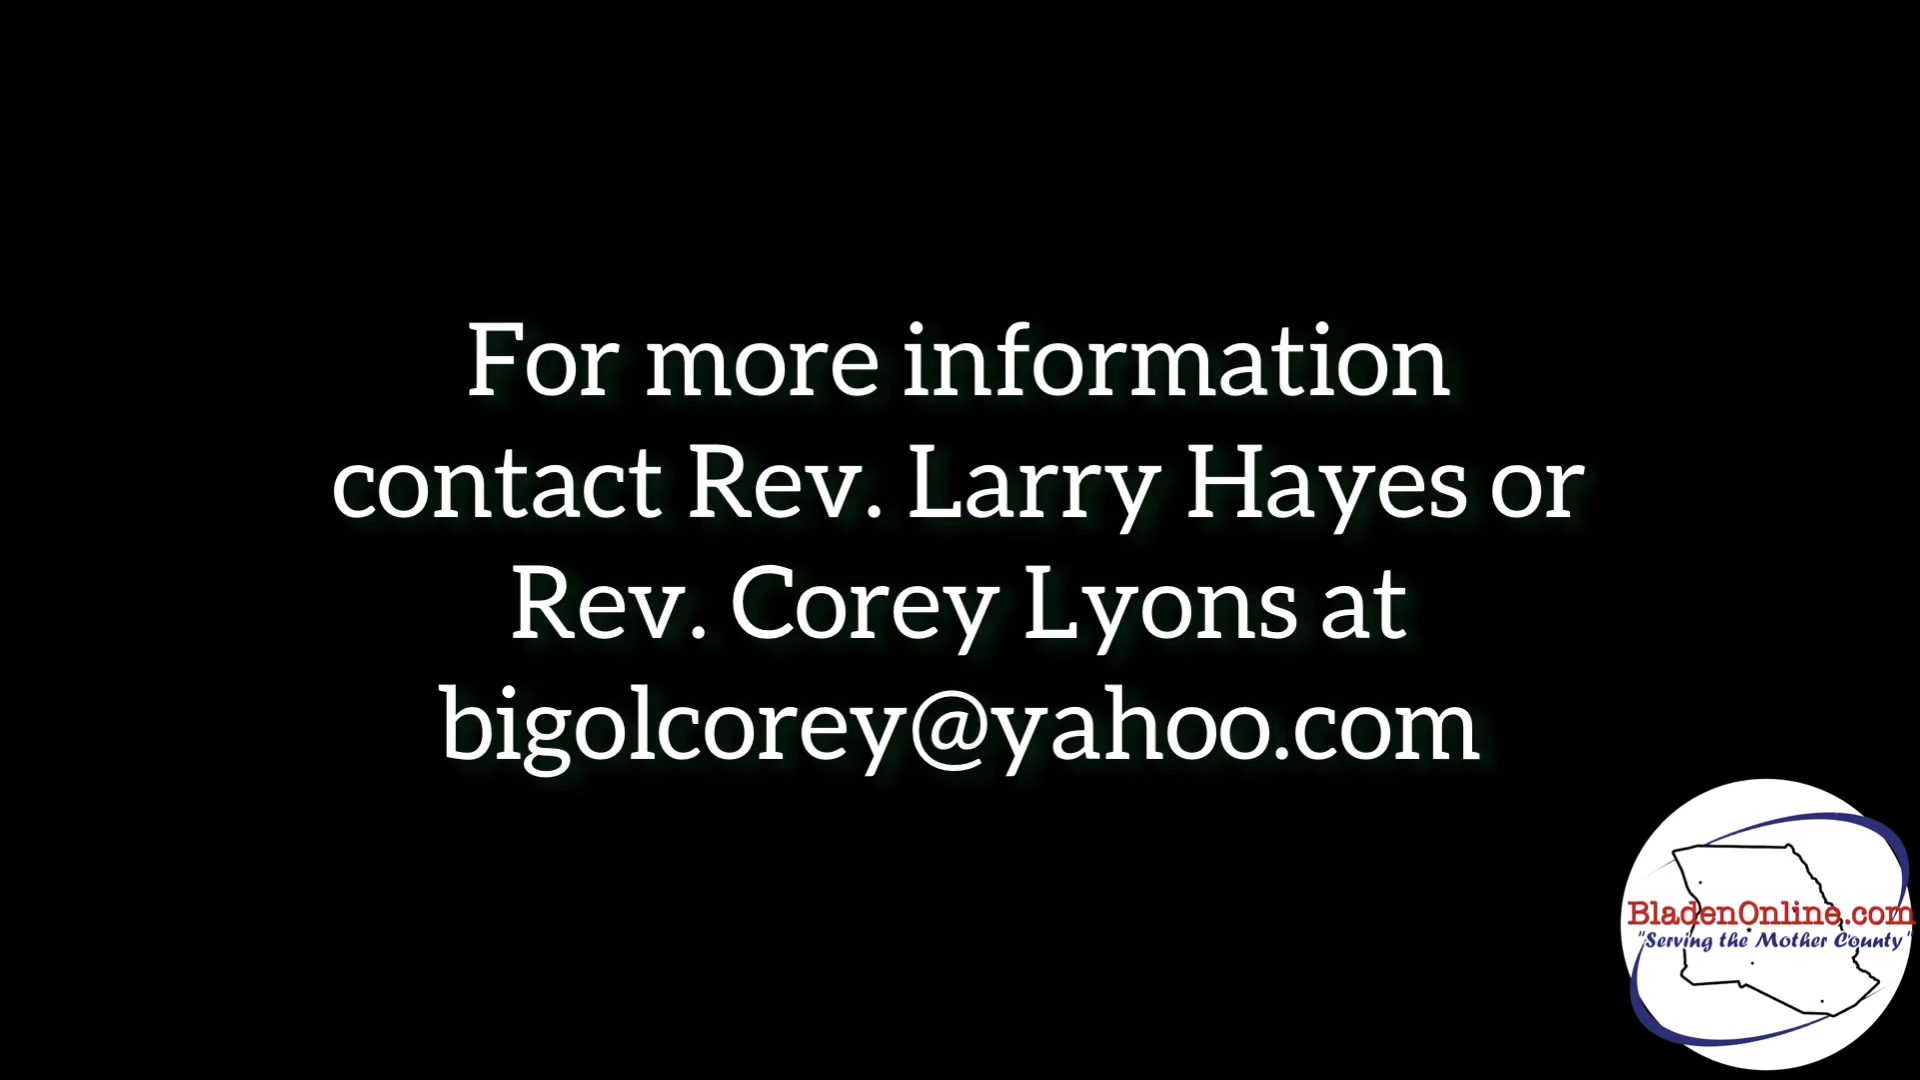 For more information
contact Rev. Larry Hayes or
Rev. Corey Lyons at
bigolcorey@yahoo.com
BladenOnline.com
"Serving the Mother County"